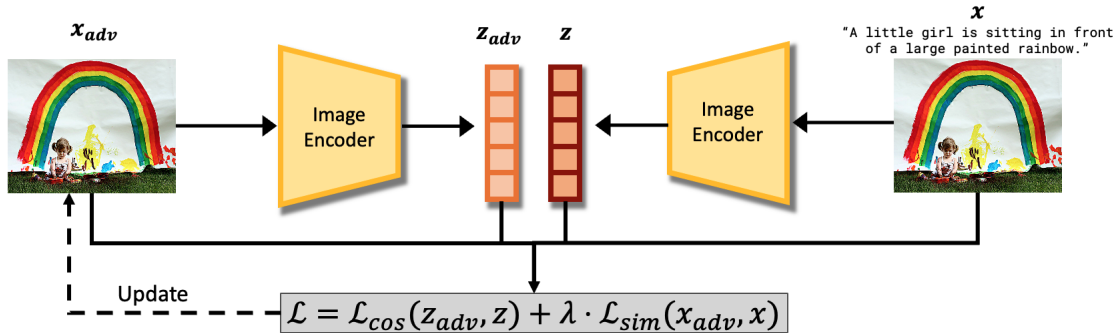 x_adv
z_adv
z
x
"A little girl is sitting in front
of a large painted rainbow."
Image
Encoder
Image
Encoder
Update
ℒ = ℒ_cos(z_adv, z) + λ · ℒ_sim(x_adv, x)